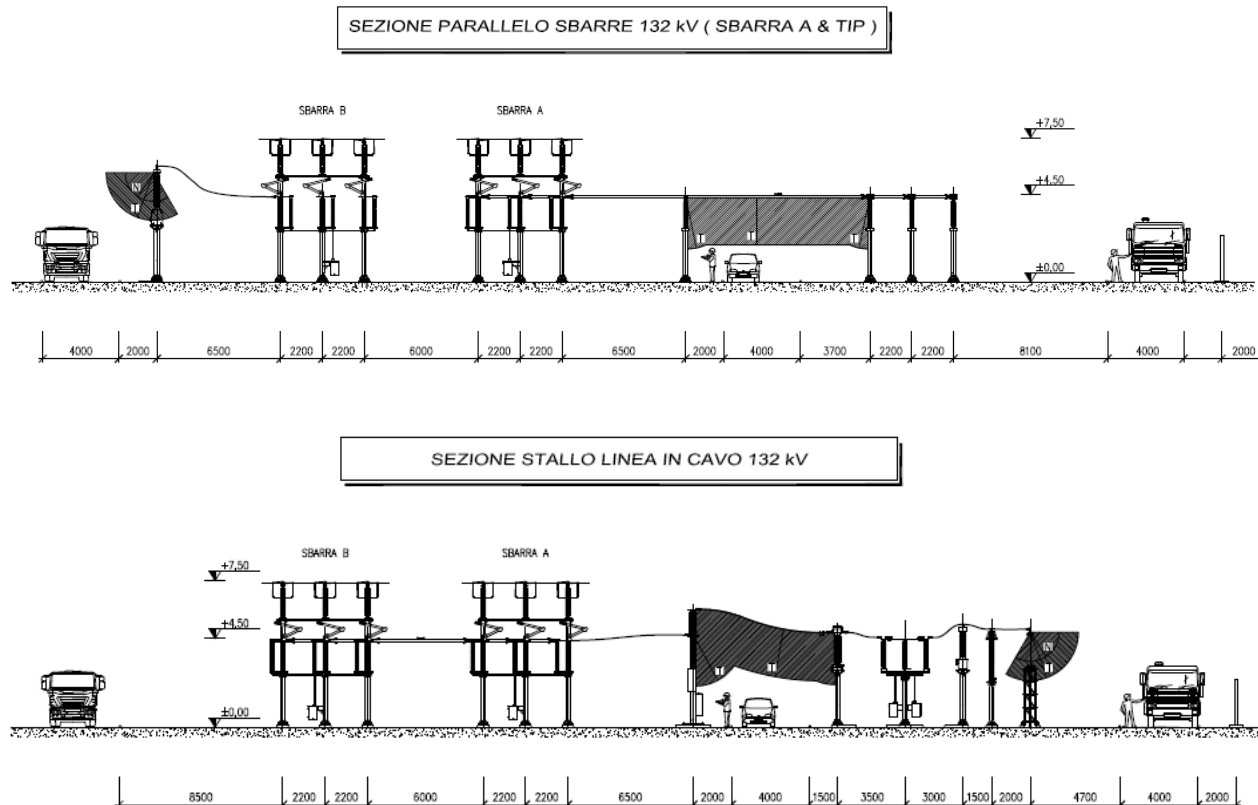 SEZIONE PARALLELO SBARRE 132 kV ( SBARRA A & TIP )
SBARRA B
SBARRA A
+7,50
+4,50
±0,00
N
T
T
T
T
4000 2000 6500 2200 2200 6000 2200 2200 6500 2000 4000 3700 2200 2200 8100 4000 2000
SEZIONE STALLO LINEA IN CAVO 132 kV
SBARRA B
SBARRA A
+7,50
+4,50
±0,00
T
T
N
T
8500 2200 2200 6000 2200 2200 6500 2000 4000 1500 3500 3000 1500 2000 4700 4000 2000